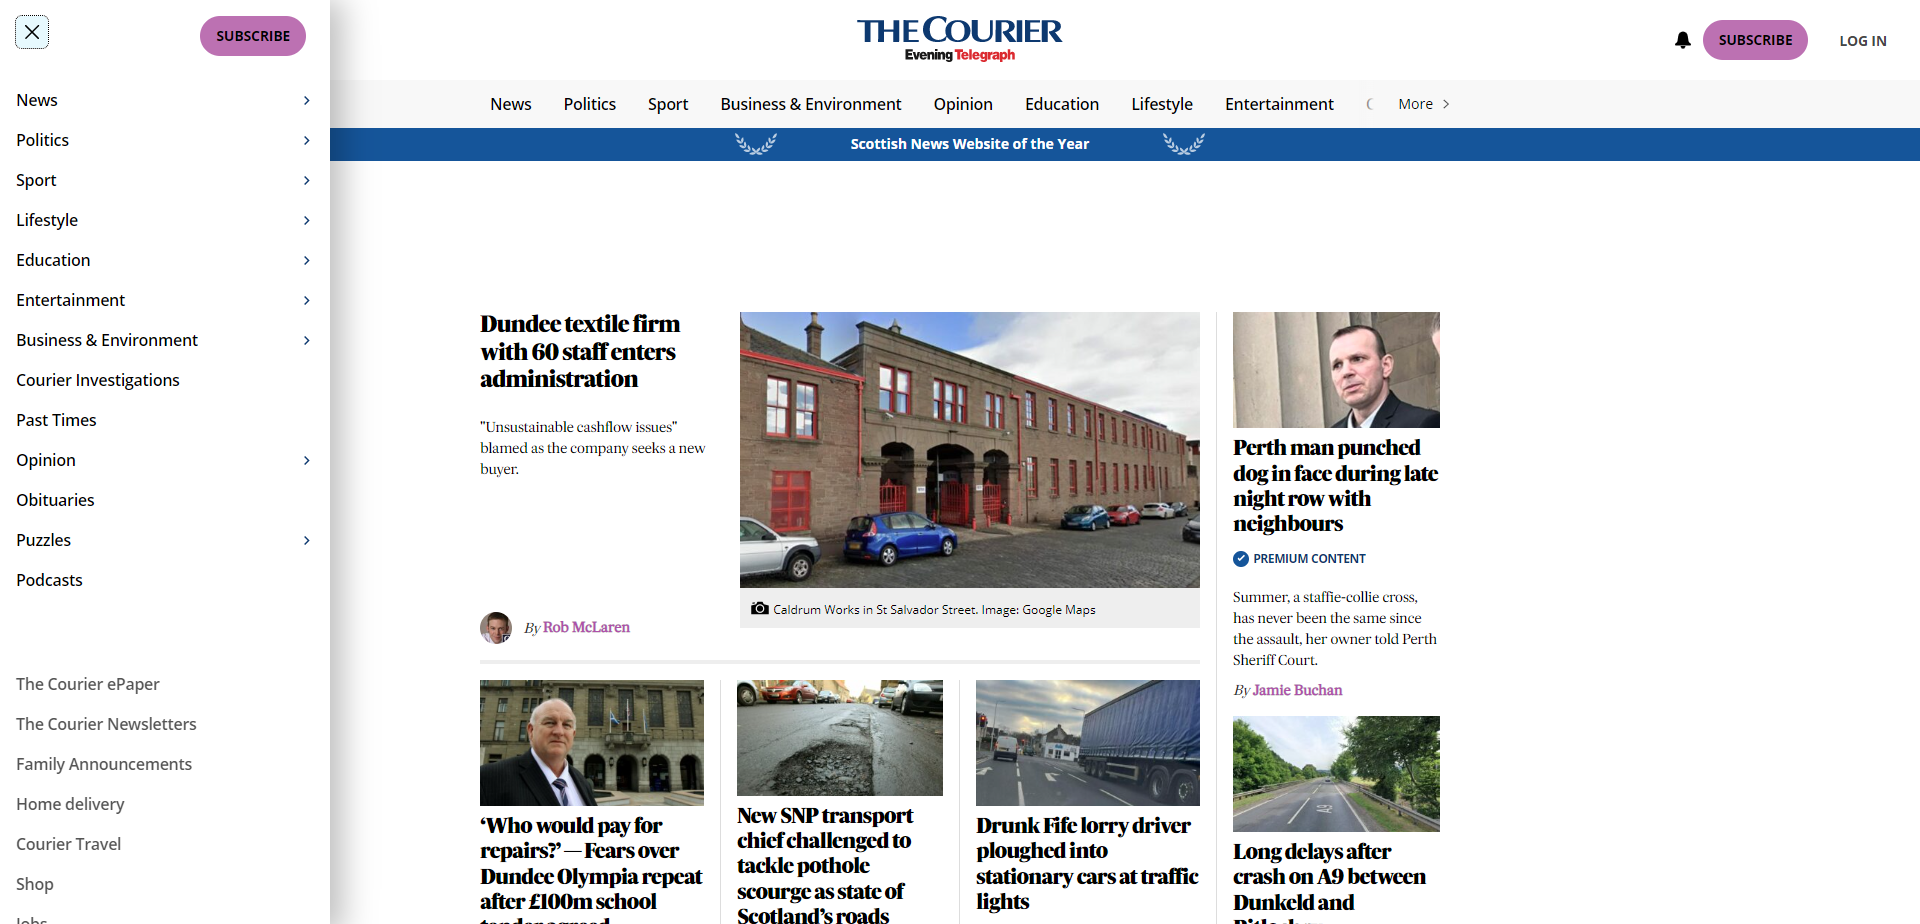 SUBSCRIBE
News
Politics
Sport
Lifestyle
Education
Entertainment
Business & Environment
Courier Investigations
Past Times
Opinion
Obituaries
Puzzles
Podcasts
The Courier ePaper
The Courier Newsletters
Family Announcements
Home delivery
Courier Travel
Shop
Jobs
THE COURIER
Evening Telegraph
SUBSCRIBE
LOG IN
News Politics Sport Business & Environment Opinion Education Lifestyle Entertainment More
Scottish News Website of the Year
Dundee textile firm
with 60 staff enters
administration
"Unsustainable cashflow issues"
blamed as the company seeks a new
buyer.
By Rob McLaren
Caldrum Works in St Salvador Street. Image: Google Maps
Perth man punched
dog in face during late
night row with
neighbours
PREMIUM CONTENT
Summer, a staffie-collie cross,
has never been the same since
the assault, her owner told Perth
Sheriff Court.
By Jamie Buchan
‘Who would pay for
repairs?’ — Fears over
Dundee Olympia repeat
after £100m school
New SNP transport
chief challenged to
tackle pothole
scourge as state of
Scotland’s roads
Drunk Fife lorry driver
ploughed into
stationary cars at traffic
lights
A9
Long delays after
crash on A9 between
Dunkeld and